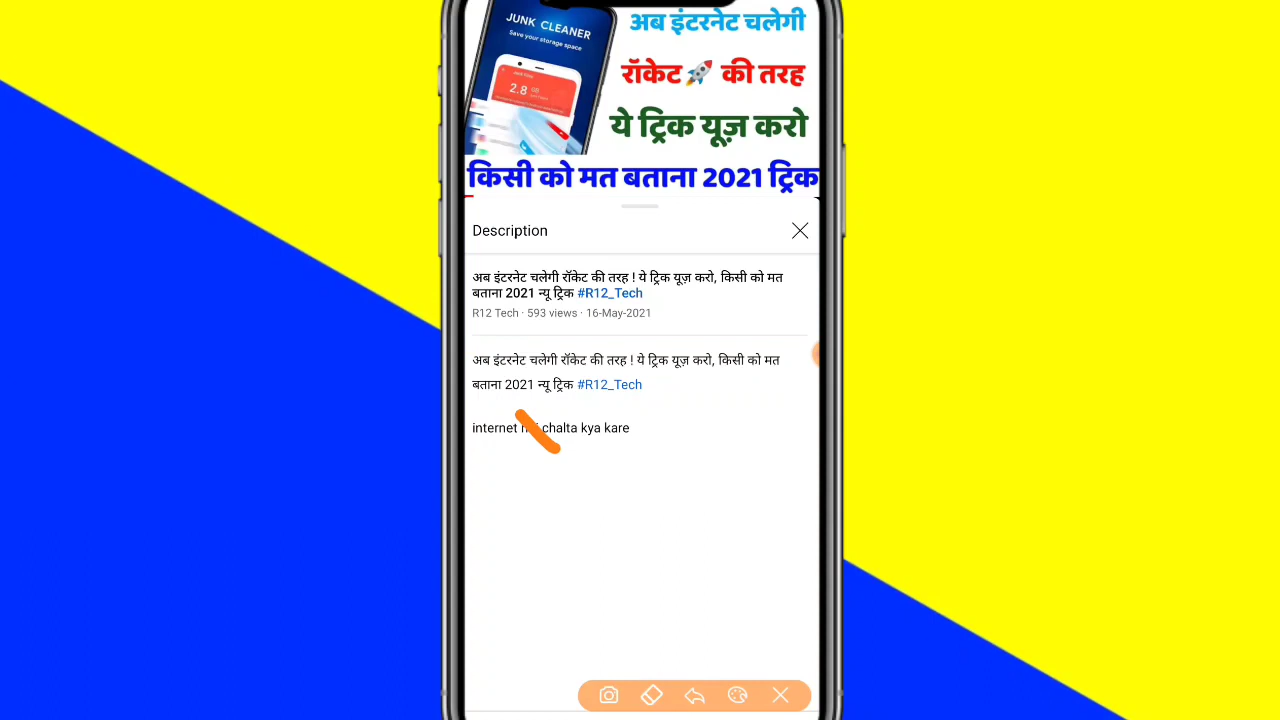 JUNK CLEANER
Save your storage space
2.8 GB
अब इंटरनेट चलेगी
रॉकेट🚀 की तरह
ये ट्रिक यूज़ करो
किसी को मत बताना 2021 ट्रिक
Description
अब इंटरनेट चलेगी रॉकेट की तरह ! ये ट्रिक यूज़ करो, किसी को मत
बताना 2021 न्यू ट्रिक #R12_Tech
R12 Tech · 593 views · 16-May-2021
अब इंटरनेट चलेगी रॉकेट की तरह ! ये ट्रिक यूज़ करो, किसी को मत
बताना 2021 न्यू ट्रिक #R12_Tech
internet chalta kya kare